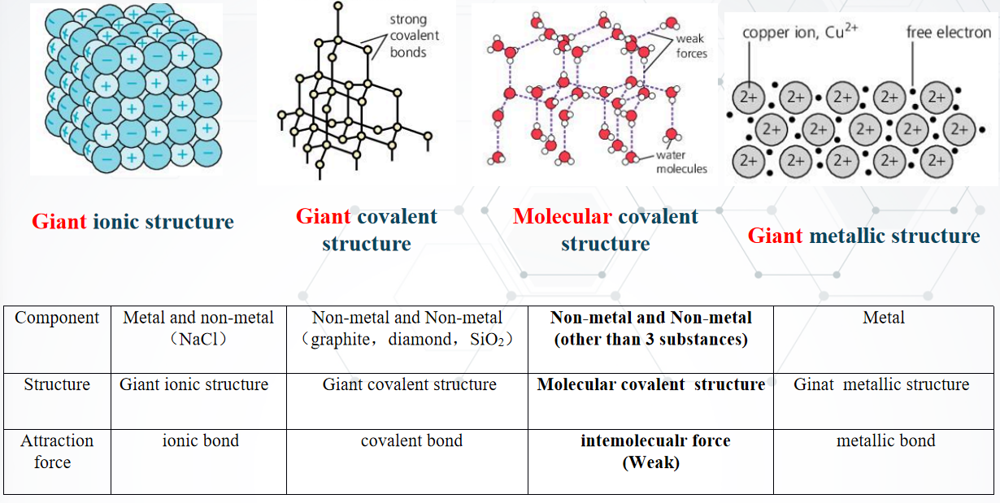 strong
covalent
bonds
weak
forces
water
molecules
copper ion, Cu²⁺
free electron
− + − + −
+ − + − +
− + − + −
+ − + − +
− + − + −
2+ 2+ 2+ 2+ 2+
2+ 2+ 2+ 2+ 2+
2+ 2+ 2+ 2+ 2+
Giant ionic structure
Giant covalent
structure
Molecular covalent
structure
Giant metallic structure
Component
Metal and non-metal
（NaCl）
Non-metal and Non-metal
（graphite，diamond，SiO₂）
Non-metal and Non-metal
(other than 3 substances)
Metal
Structure
Giant ionic structure
Giant covalent structure
Molecular covalent structure
Ginat metallic structure
Attraction
force
ionic bond
covalent bond
intemolecualr force
(Weak)
metallic bond